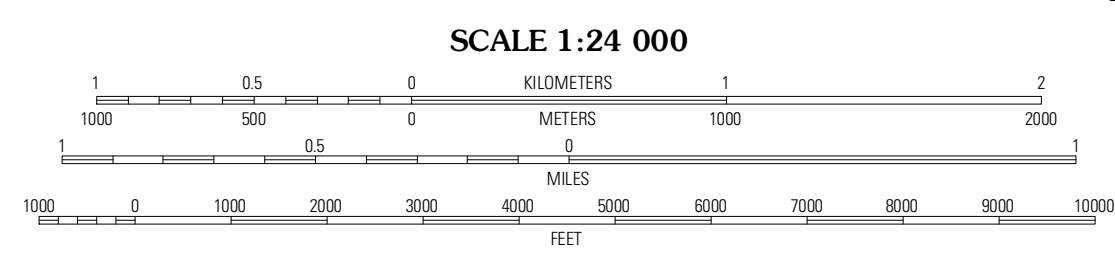 SCALE 1:24 000
1 0.5 0 KILOMETERS 1 2
1000 500 0 METERS 1000 2000
1 0.5 0 1
MILES
1000 0 1000 2000 3000 4000 5000 6000 7000 8000 9000 10000
FEET